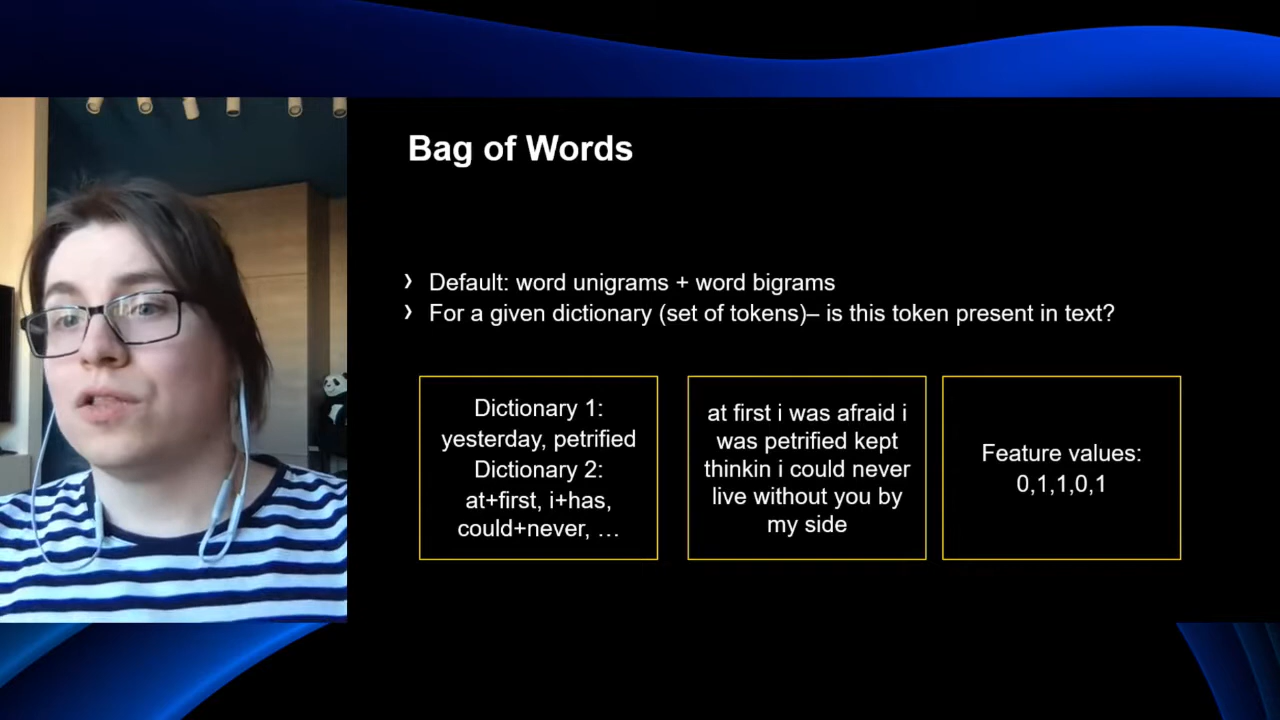 Bag of Words
› Default: word unigrams + word bigrams
› For a given dictionary (set of tokens)– is this token present in text?
Dictionary 1:
yesterday, petrified
Dictionary 2:
at+first, i+has,
could+never, …
at first i was afraid i
was petrified kept
thinkin i could never
live without you by
my side
Feature values:
0,1,1,0,1